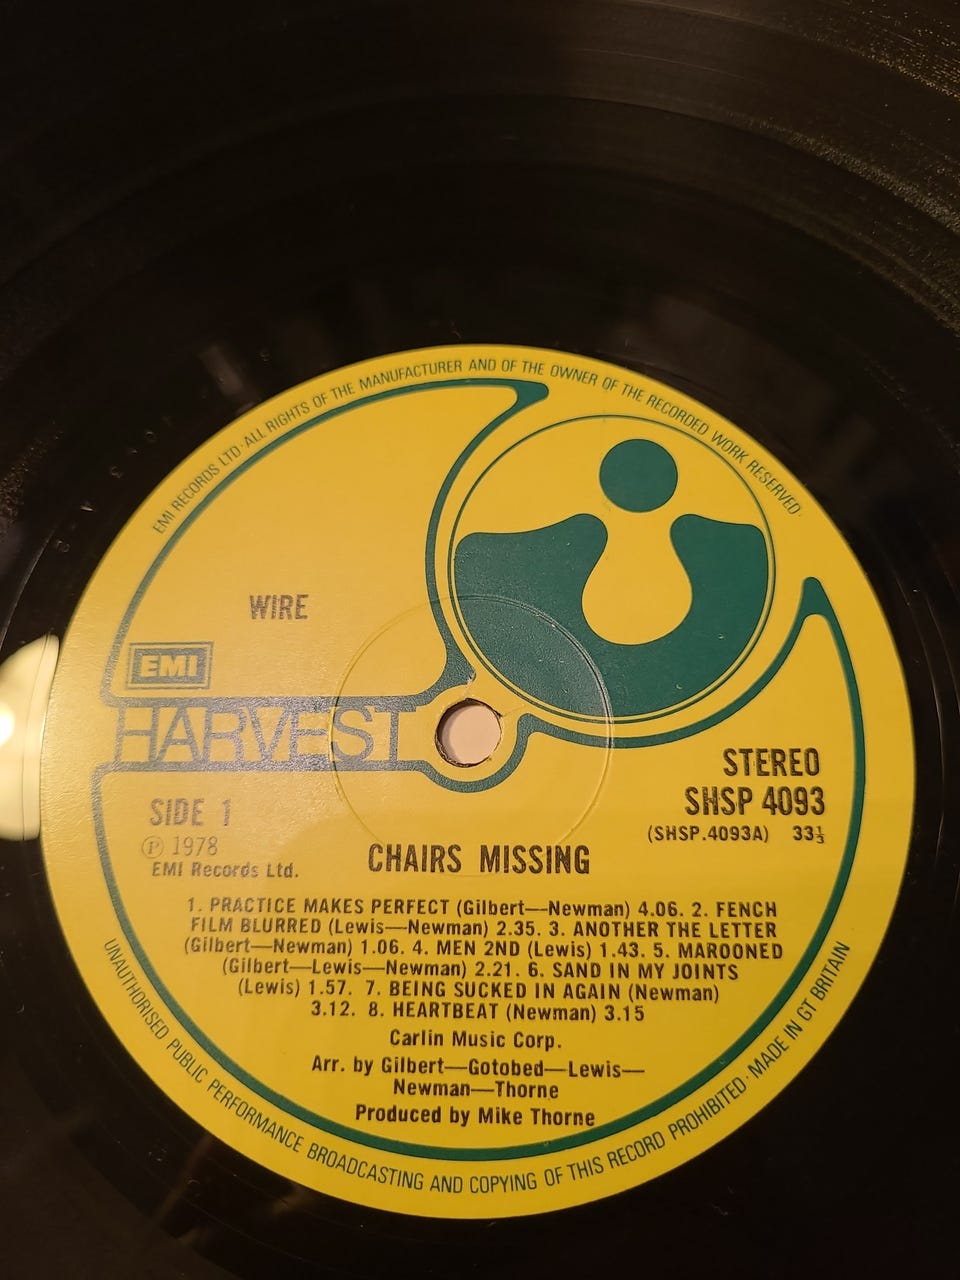 EMI RECORDS LTD · ALL RIGHTS OF THE MANUFACTURER AND OF THE OWNER OF THE RECORDED WORK RESERVED ·
WIRE
EMI
HARVEST
STEREO
SHSP 4093
(SHSP.4093A) 33⅓
SIDE 1
℗ 1978
EMI Records Ltd.
CHAIRS MISSING
1. PRACTICE MAKES PERFECT (Gilbert—Newman) 4.06. 2. FENCH
FILM BLURRED (Lewis—Newman) 2.35. 3. ANOTHER THE LETTER
(Gilbert—Newman) 1.06. 4. MEN 2ND (Lewis) 1.43. 5. MAROONED
(Gilbert—Lewis—Newman) 2.21. 6. SAND IN MY JOINTS
(Lewis) 1.57. 7. BEING SUCKED IN AGAIN (Newman)
3.12. 8. HEARTBEAT (Newman) 3.15
Carlin Music Corp.
Arr. by Gilbert—Gotobed—Lewis—
Newman—Thorne
Produced by Mike Thorne
UNAUTHORISED PUBLIC PERFORMANCE BROADCASTING AND COPYING OF THIS RECORD PROHIBITED · MADE IN GT BRITAIN